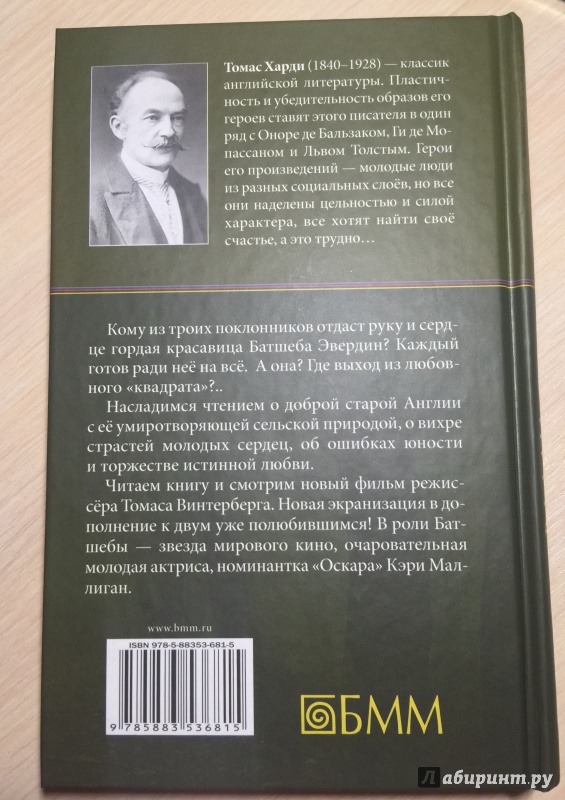 Томас Харди (1840–1928) — классик
английской литературы. Пластич-
ность и убедительность образов его
героев ставят этого писателя в один
ряд с Оноре де Бальзаком, Ги де Мо-
пассаном и Львом Толстым. Герои
его произведений — молодые люди
из разных социальных слоёв, но все
они наделены цельностью и силой
характера, все хотят найти своё
счастье, а это трудно…
Кому из троих поклонников отдаст руку и серд-
це гордая красавица Батшеба Эвердин? Каждый
готов ради неё на всё. А она? Где выход из любов-
ного «квадрата»?..
Насладимся чтением о доброй старой Англии
с её умиротворяющей сельской природой, о вихре
страстей молодых сердец, об ошибках юности
и торжестве истинной любви.
Читаем книгу и смотрим новый фильм режис-
сёра Томаса Винтерберга. Новая экранизация в до-
полнение к двум уже полюбившимся! В роли Бат-
шебы — звезда мирового кино, очаровательная
молодая актриса, номинантка «Оскара» Кэри Мал-
лиган.
www.bmm.ru
ISBN 978-5-88353-681-5
9 785883 536815
БММ
Лабиринт.ру